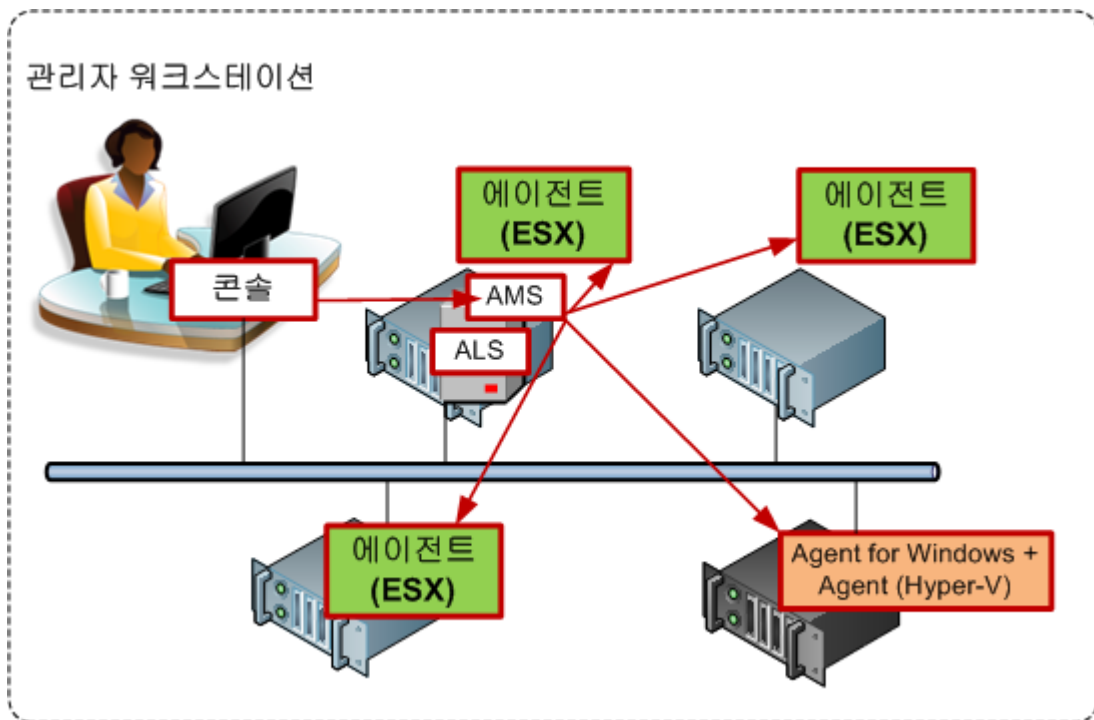 관리자 워크스테이션
에이전트
(ESX)
에이전트
(ESX)
콘솔
AMS
ALS
에이전트
(ESX)
Agent for Windows +
Agent (Hyper-V)